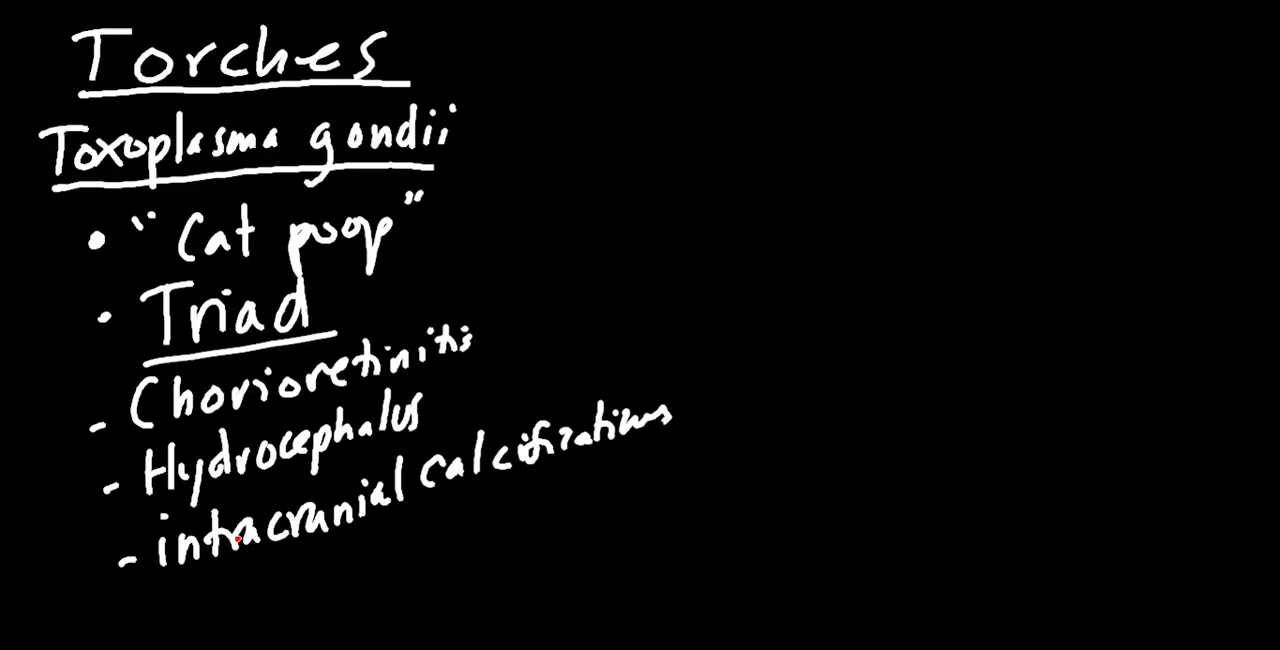 Torches
Toxoplasma gondii
• "Cat poop"
• Triad
- Chorioretinitis
- Hydrocephalus
- intracranial calcifications